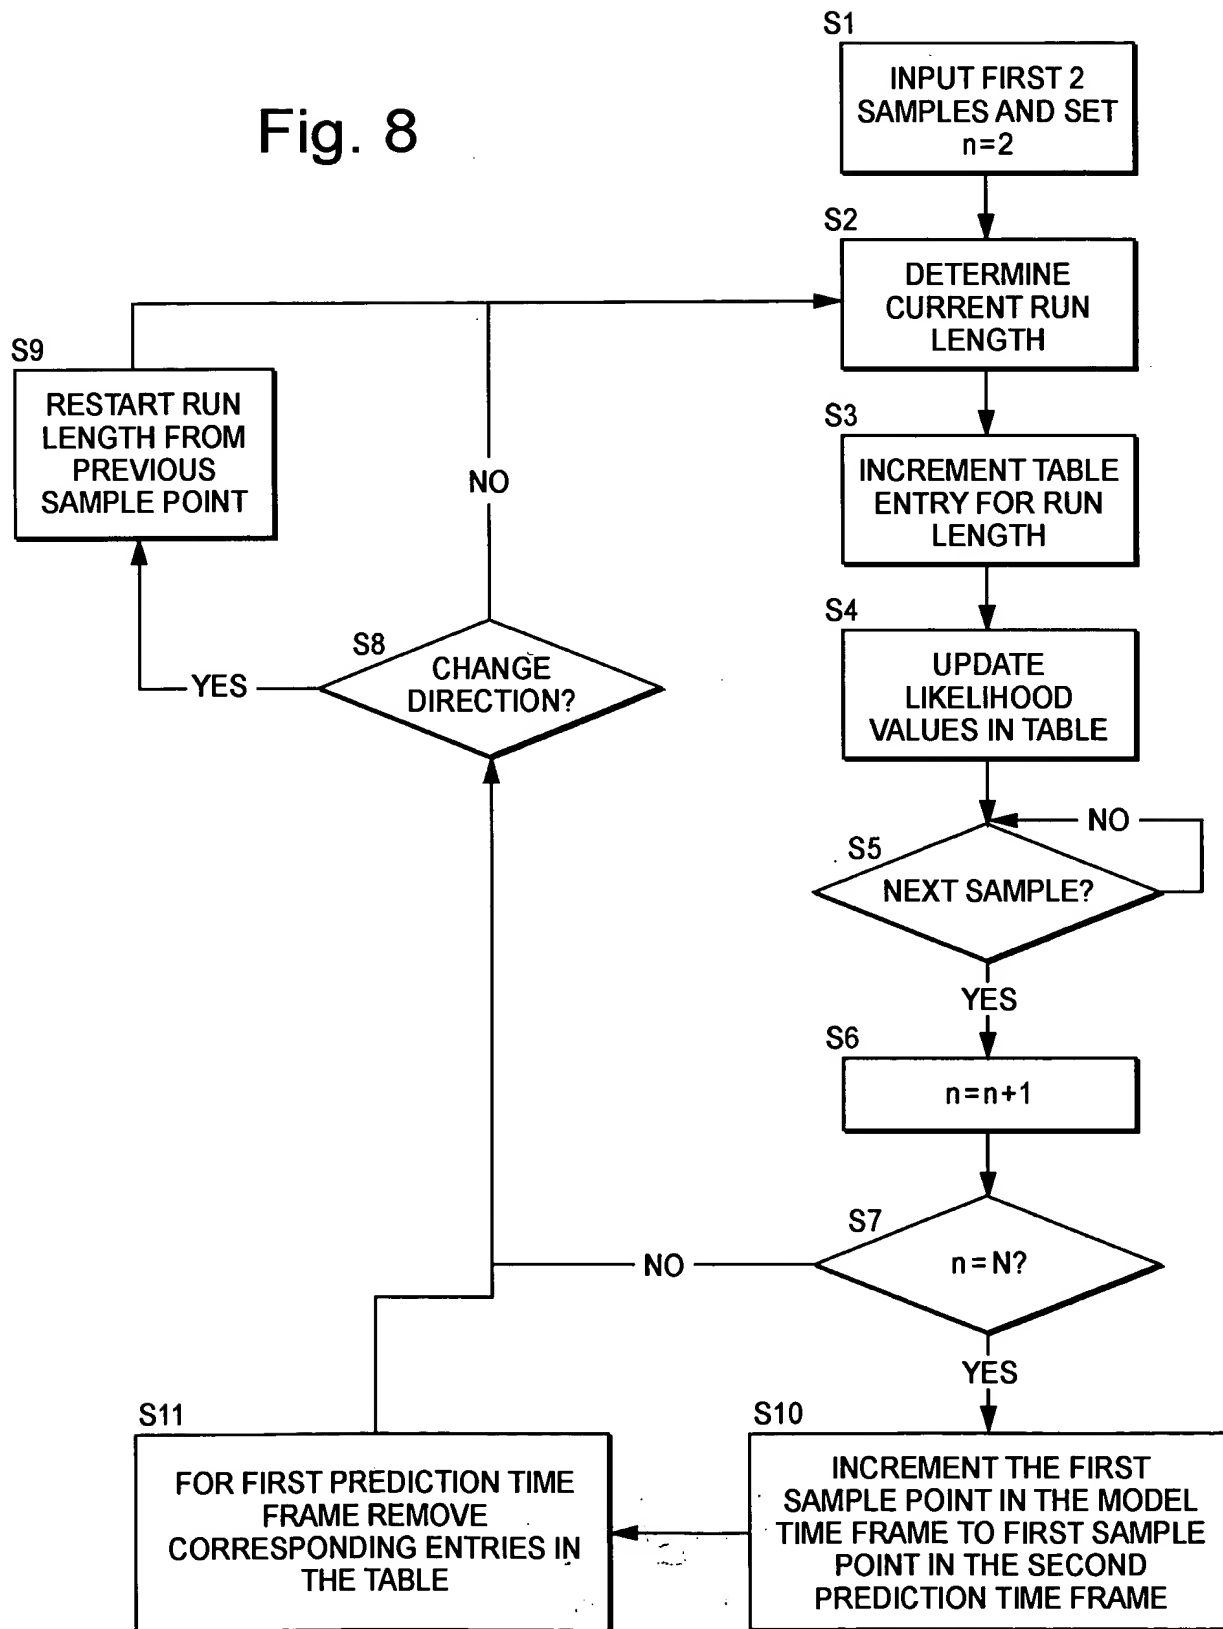 Fig. 8
S1
INPUT FIRST 2
SAMPLES AND SET
n=2
S2
DETERMINE
CURRENT RUN
LENGTH
S9
RESTART RUN
LENGTH FROM
PREVIOUS
SAMPLE POINT
S3
INCREMENT TABLE
ENTRY FOR RUN
LENGTH
NO
S4
UPDATE
LIKELIHOOD
VALUES IN TABLE
S8
CHANGE
DIRECTION?
YES
NO
S5
NEXT SAMPLE?
YES
S6
n=n+1
S7
n=N?
NO
YES
S11
FOR FIRST PREDICTION TIME
FRAME REMOVE
CORRESPONDING ENTRIES IN
THE TABLE
S10
INCREMENT THE FIRST
SAMPLE POINT IN THE MODEL
TIME FRAME TO FIRST SAMPLE
POINT IN THE SECOND
PREDICTION TIME FRAME